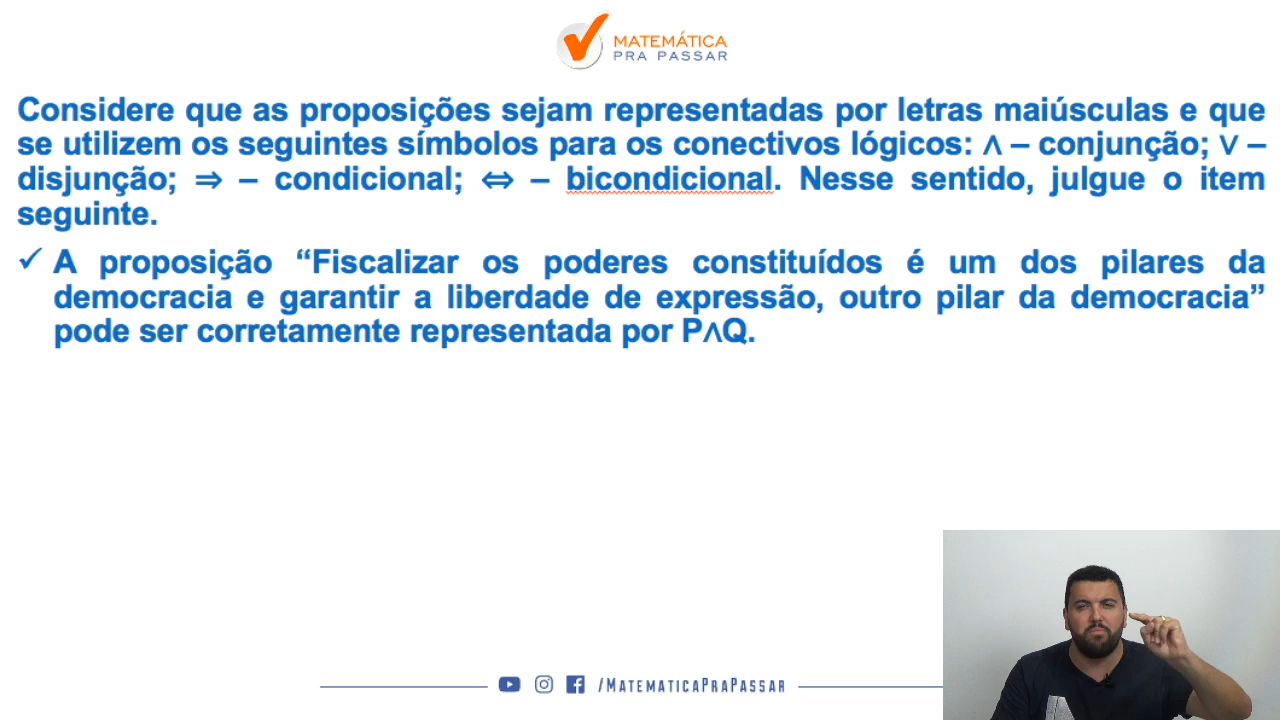 MATEMÁTICA
PRA PASSAR
Considere que as proposições sejam representadas por letras maiúsculas e que
se utilizem os seguintes símbolos para os conectivos lógicos: ∧ – conjunção; ∨ –
disjunção; ⇒ – condicional; ⇔ – bicondicional. Nesse sentido, julgue o item
seguinte.
✓ A proposição “Fiscalizar os poderes constituídos é um dos pilares da
democracia e garantir a liberdade de expressão, outro pilar da democracia”
pode ser corretamente representada por P∧Q.
/MATEMATICAPRAPASSAR